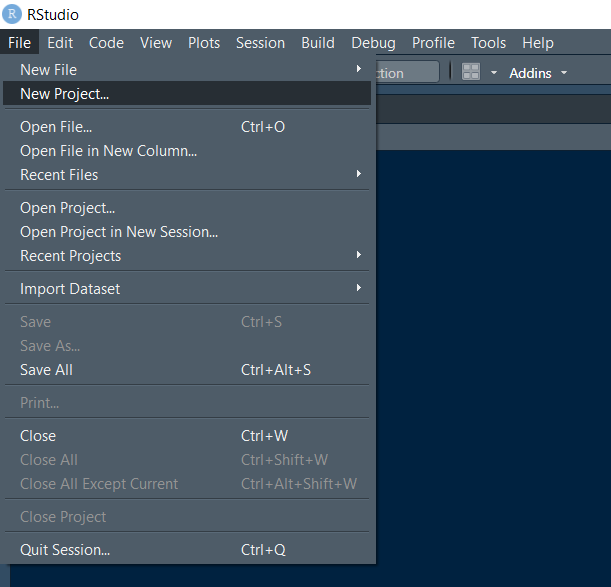 R RStudio
File Edit Code View Plots Session Build Debug Profile Tools Help
New File
ction Addins
New Project...
Open File... Ctrl+O
Open File in New Column...
Recent Files
Open Project...
Open Project in New Session...
Recent Projects
Import Dataset
Save Ctrl+S
Save As...
Save All Ctrl+Alt+S
Print...
Close Ctrl+W
Close All Ctrl+Shift+W
Close All Except Current Ctrl+Alt+Shift+W
Close Project
Quit Session... Ctrl+Q